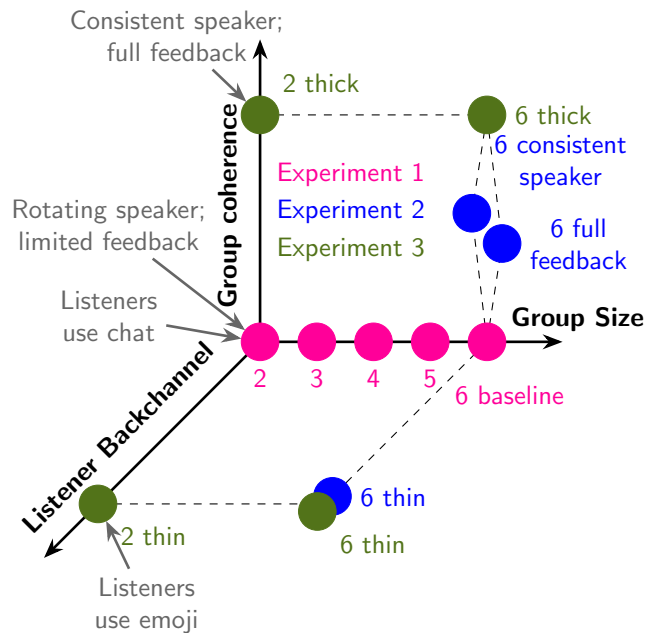 Consistent speaker;
full feedback
2 thick
6 thick
6 consistent
speaker
Experiment 1
Experiment 2
Experiment 3
Group coherence
Rotating speaker;
limited feedback
6 full
feedback
Listeners
use chat
Group Size
2
3
4
5
6 baseline
Listener Backchannel
6 thin
2 thin
6 thin
Listeners
use emoji